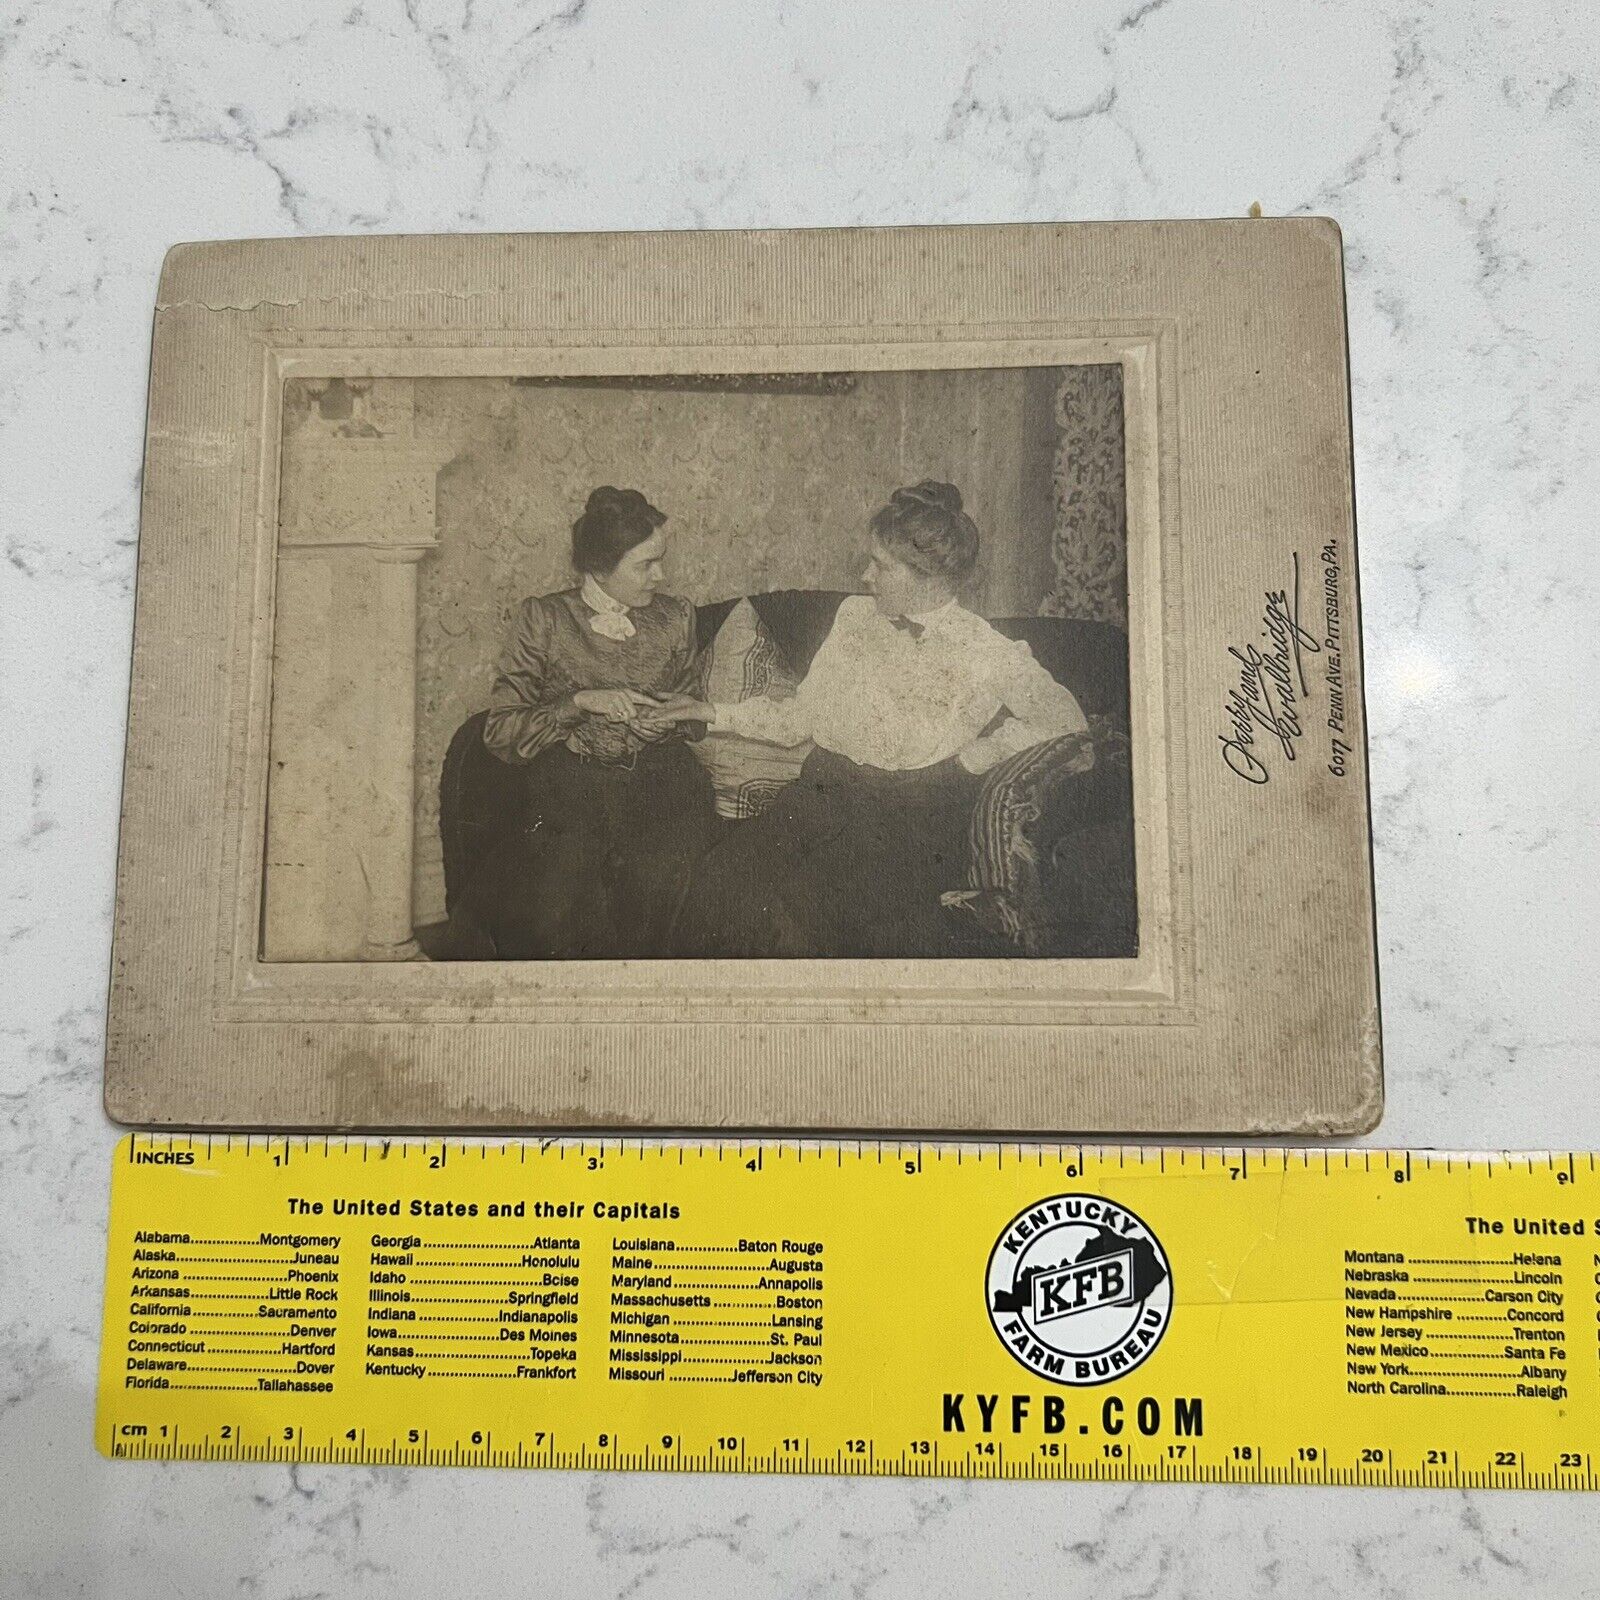 Derby and
Walbridge
6017 PENN AVE. PITTSBURG, PA.
INCHES 1 2 3 4 5 6 7 8 9
The United States and their Capitals
Alabama..............Montgomery
Alaska..............Juneau
Arizona..............Phoenix
Arkansas..............Little Rock
California..............Sacramento
Colorado..............Denver
Connecticut..............Hartford
Delaware..............Dover
Florida..............Tallahassee
Georgia..............Atlanta
Hawaii..............Honolulu
Idaho..............Boise
Illinois..............Springfield
Indiana..............Indianapolis
Iowa..............Des Moines
Kansas..............Topeka
Kentucky..............Frankfort
Louisiana..............Baton Rouge
Maine..............Augusta
Maryland..............Annapolis
Massachusetts..............Boston
Michigan..............Lansing
Minnesota..............St. Paul
Mississippi..............Jackson
Missouri..............Jefferson City
KENTUCKY
KFB
FARM BUREAU
KYFB.COM
The United S
Montana..............Helena
Nebraska..............Lincoln
Nevada..............Carson City
New Hampshire..............Concord
New Jersey..............Trenton
New Mexico..............Santa Fe
New York..............Albany
North Carolina..............Raleigh
cm 1 2 3 4 5 6 7 8 9 10 11 12 13 14 15 16 17 18 19 20 21 22 23